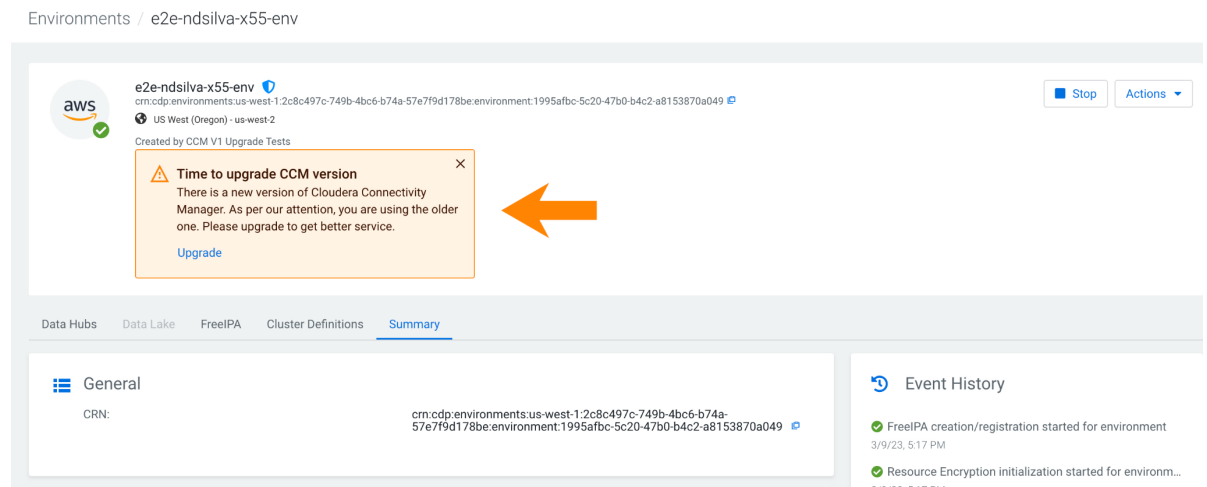 Environments / e2e-ndsilva-x55-env
aws
e2e-ndsilva-x55-env
crn:cdp:environments:us-west-1:2c8c497c-749b-4bc6-b74a-57e7f9d178be:environment:1995afbc-5c20-47b0-b4c2-a8153870a049
US West (Oregon) - us-west-2
Created by CCM V1 Upgrade Tests
Stop
Actions
Time to upgrade CCM version
There is a new version of Cloudera Connectivity
Manager. As per our attention, you are using the older
one. Please upgrade to get better service.
Upgrade
Data Hubs Data Lake FreeIPA Cluster Definitions Summary
General
CRN:
crn:cdp:environments:us-west-1:2c8c497c-749b-4bc6-b74a-
57e7f9d178be:environment:1995afbc-5c20-47b0-b4c2-a8153870a049
Event History
FreeIPA creation/registration started for environment
3/9/23, 5:17 PM
Resource Encryption initialization started for environm...